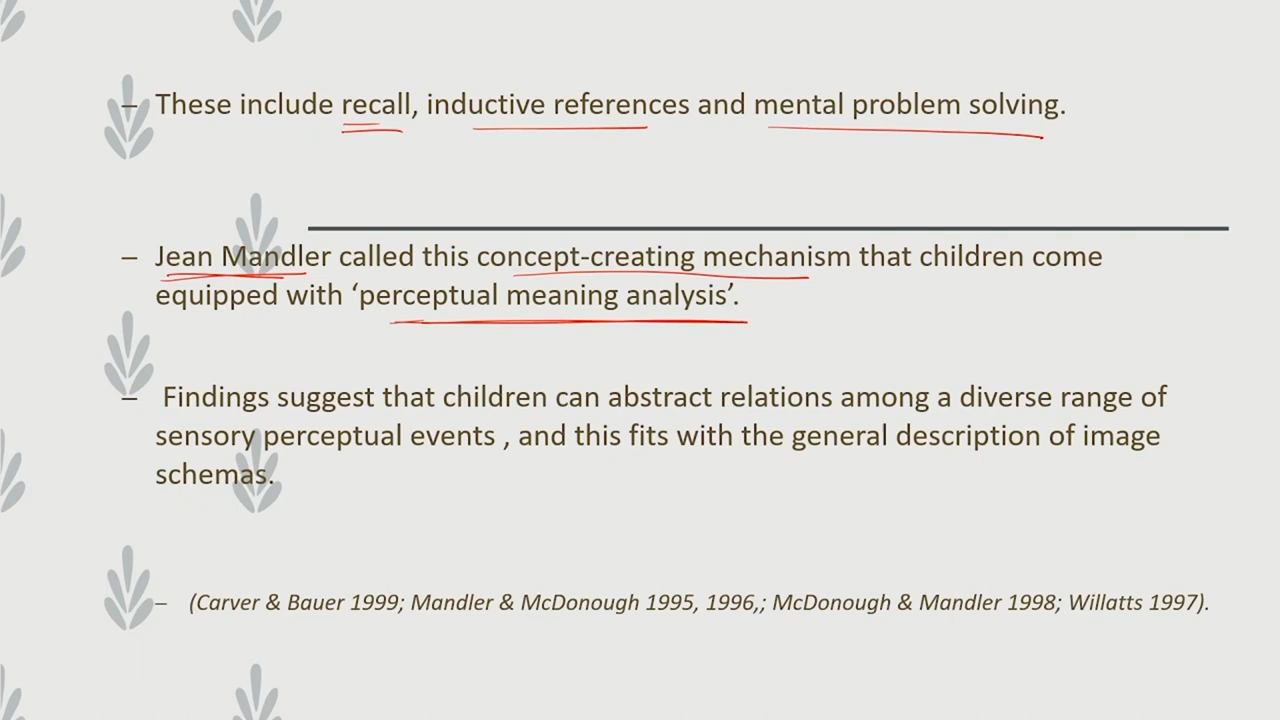 – These include recall, inductive references and mental problem solving.
– Jean Mandler called this concept-creating mechanism that children come
equipped with ‘perceptual meaning analysis’.
– Findings suggest that children can abstract relations among a diverse range of
sensory perceptual events , and this fits with the general description of image
schemas.
– (Carver & Bauer 1999; Mandler & McDonough 1995, 1996,; McDonough & Mandler 1998; Willatts 1997).